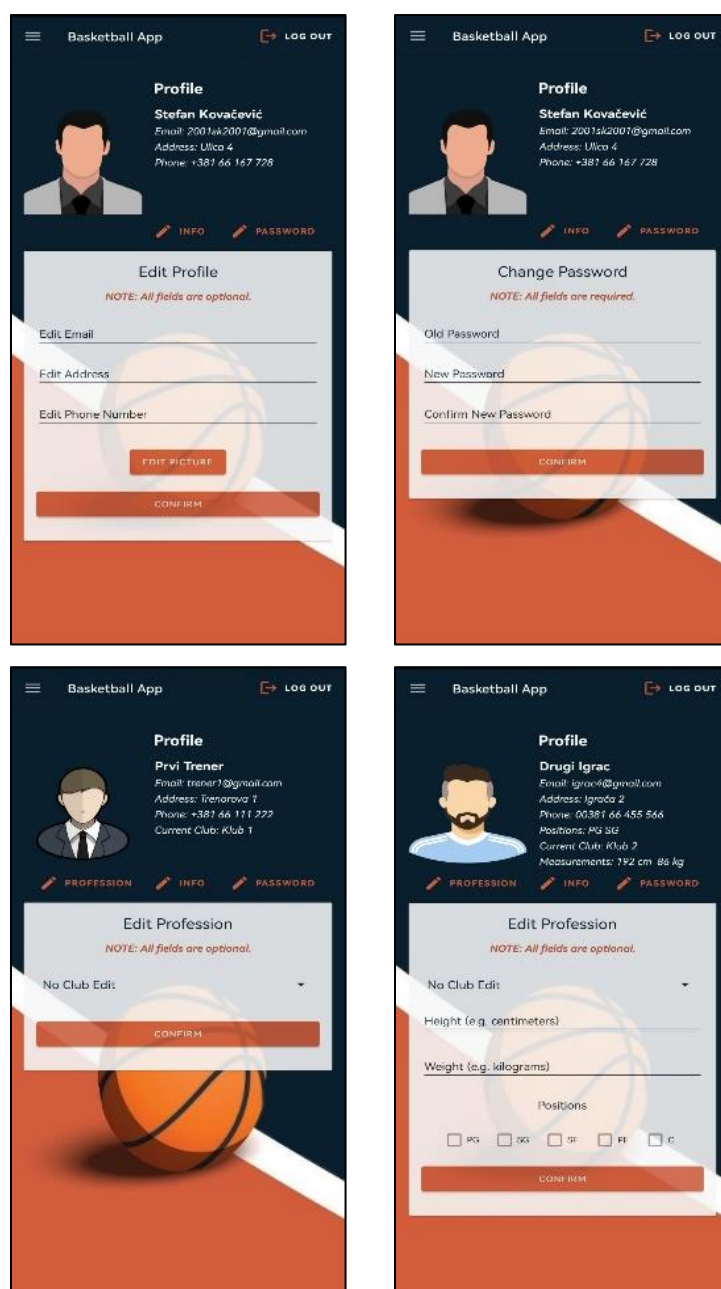 Basketball App LOG OUT
Profile
Stefan Kovačević
Email: 2001sk2001@gmail.com
Address: Ulica 4
Phone: +381 66 167 728
INFO PASSWORD
Edit Profile
NOTE: All fields are optional.
Edit Email
Edit Address
Edit Phone Number
EDIT PICTURE
CONFIRM
Basketball App LOG OUT
Profile
Stefan Kovačević
Email: 2001sk2001@gmail.com
Address: Ulica 4
Phone: +381 66 167 728
INFO PASSWORD
Change Password
NOTE: All fields are required.
Old Password
New Password
Confirm New Password
CONFIRM
Basketball App LOG OUT
Profile
Prvi Trener
Email: trener1@gmail.com
Address: Trenerova 1
Phone: +381 66 111 222
Current Club: Klub 1
PROFESSION INFO PASSWORD
Edit Profession
NOTE: All fields are optional.
No Club Edit
CONFIRM
Basketball App LOG OUT
Profile
Drugi Igrac
Email: igrac4@gmail.com
Address: Igrača 2
Phone: 00381 66 455 566
Positions: PG SG
Current Club: Klub 2
Measurements: 192 cm 86 kg
PROFESSION INFO PASSWORD
Edit Profession
NOTE: All fields are optional.
No Club Edit
Height (e.g. centimeters)
Weight (e.g. kilograms)
Positions
PG SG SF PF C
CONFIRM